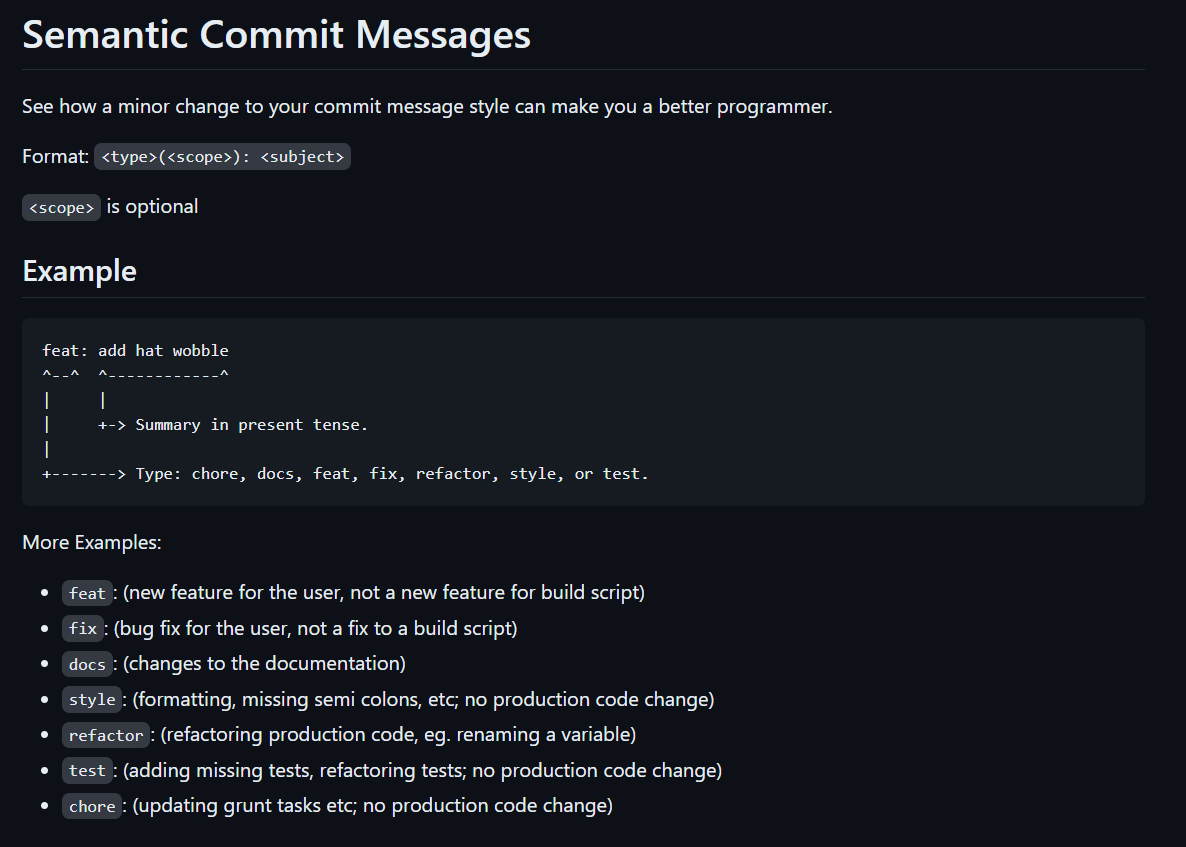 Semantic Commit Messages
See how a minor change to your commit message style can make you a better programmer.
Format: <type>(<scope>): <subject>
<scope> is optional
Example
feat: add hat wobble
^--^  ^------------^
|     |
|     +-> Summary in present tense.
|
+-------> Type: chore, docs, feat, fix, refactor, style, or test.
More Examples:
• feat: (new feature for the user, not a new feature for build script)
• fix: (bug fix for the user, not a fix to a build script)
• docs: (changes to the documentation)
• style: (formatting, missing semi colons, etc; no production code change)
• refactor: (refactoring production code, eg. renaming a variable)
• test: (adding missing tests, refactoring tests; no production code change)
• chore: (updating grunt tasks etc; no production code change)